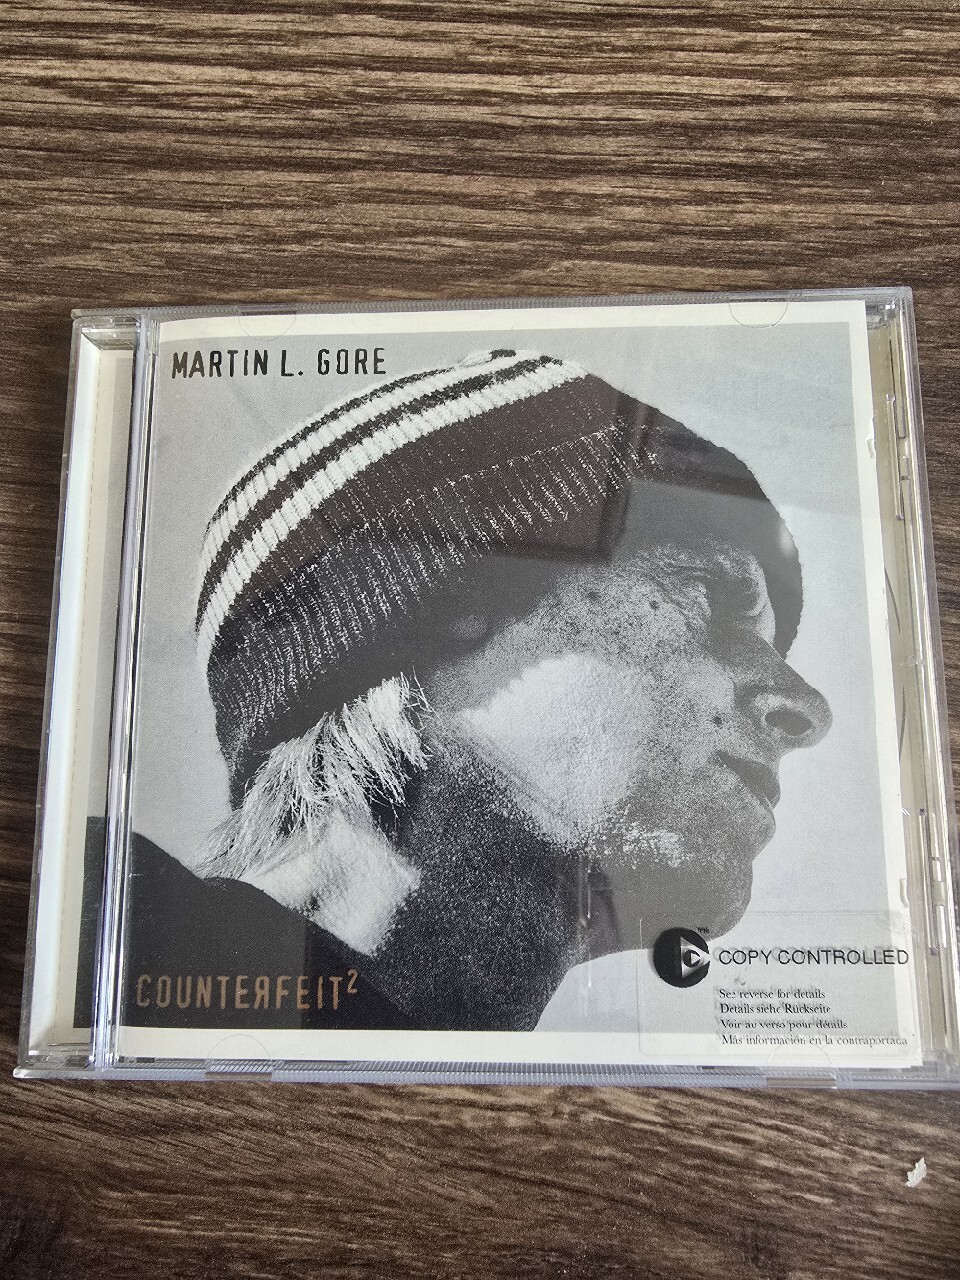 MARTIN L. GORE
COUNTERFEIT²
™
COPY CONTROLLED
See reverse for details
Details siehe Rückseite
Voir au verso pour détails
Más información en la contraportada